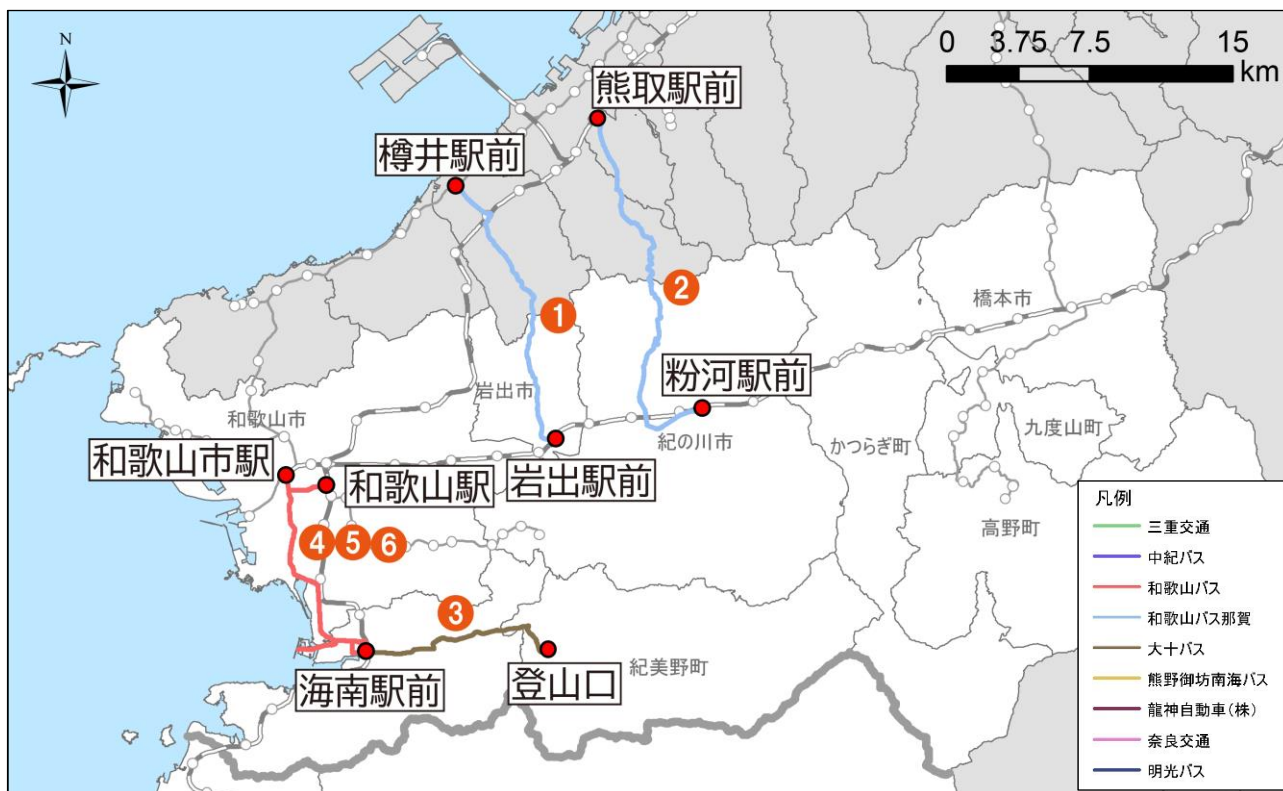 N
0 3.75 7.5 15
km
熊取駅前
樽井駅前
2
1
橋本市
粉河駅前
岩出市
和歌山市
紀の川市
かつらぎ町
九度山町
和歌山市駅
和歌山駅
岩出駅前
高野町
4 5 6
3
海南駅前
登山口
紀美野町
凡例
三重交通
中紀バス
和歌山バス
和歌山バス那賀
大十バス
熊野御坊南海バス
龍神自動車(株)
奈良交通
明光バス